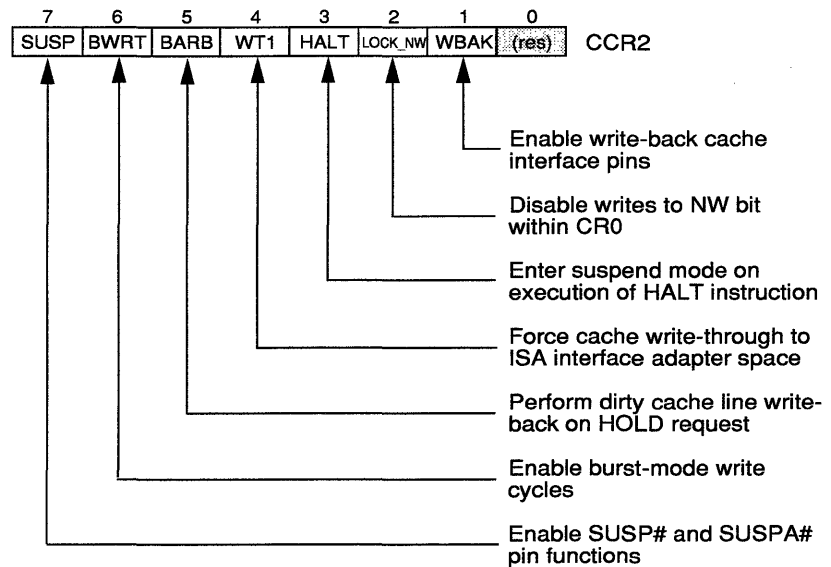 7 6 5 4 3 2 1 0
SUSP BWRT BARB WT1 HALT LOCK_NW WBAK (res) CCR2
Enable write-back cache
interface pins
Disable writes to NW bit
within CR0
Enter suspend mode on
execution of HALT instruction
Force cache write-through to
ISA interface adapter space
Perform dirty cache line write-
back on HOLD request
Enable burst-mode write
cycles
Enable SUSP# and SUSPA#
pin functions